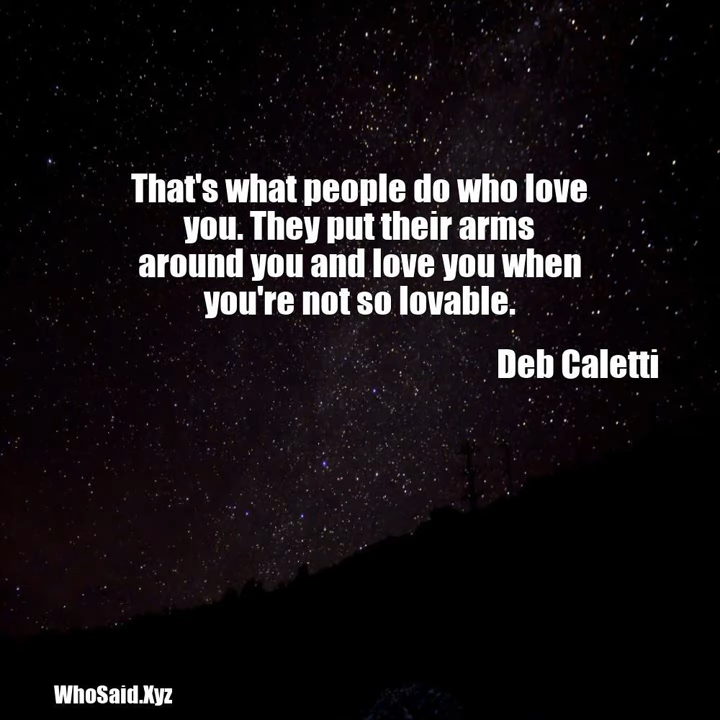 That's what people do who love
you. They put their arms
around you and love you when
you're not so lovable.
Deb Caletti
WhoSaid.Xyz